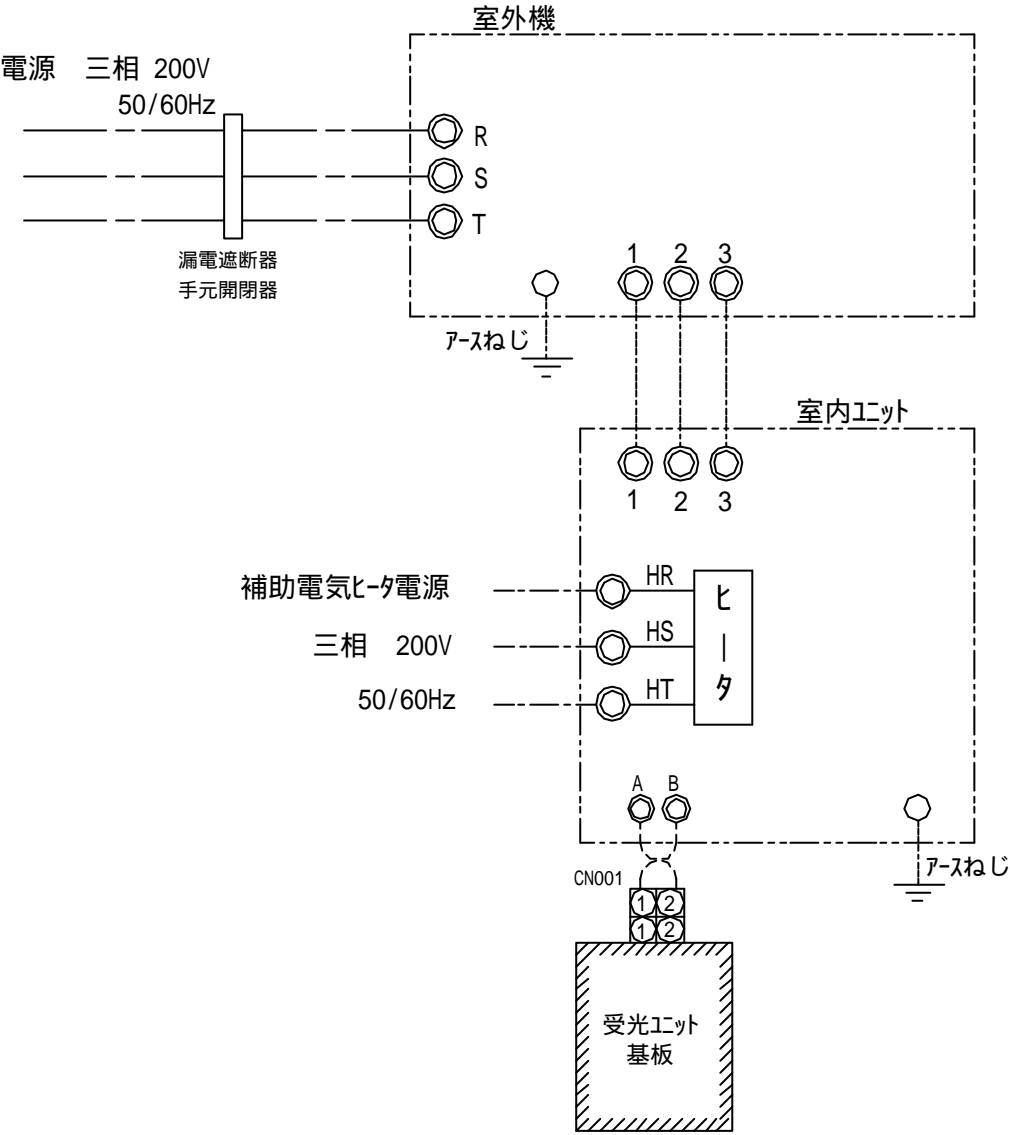 室外機
電源 三相 200V
50/60Hz
R
S
T
漏電遮断器
手元開閉器
1 2 3
ｱｰｽねじ
室内ﾕﾆｯﾄ
1 2 3
補助電気ﾋｰﾀ電源
三相 200V
50/60Hz
HR
HS
HT
ヒータ
A B
ｱｰｽねじ
CN001
1 2
1 2
受光ﾕﾆｯﾄ
基板